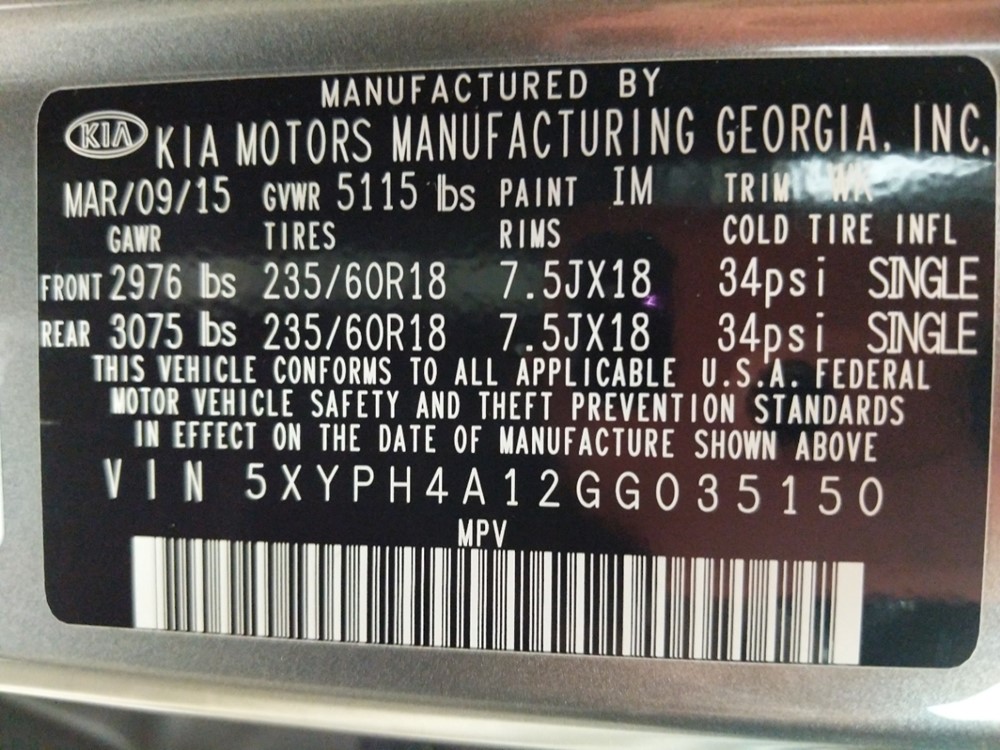 MANUFACTURED BY
KIA KIA MOTORS MANUFACTURING GEORGIA, INC.
MAR/09/15 GVWR 5115 lbs PAINT IM TRIM WK
GAWR TIRES RIMS COLD TIRE INFL
FRONT 2976 lbs 235/60R18 7.5JX18 34psi SINGLE
REAR 3075 lbs 235/60R18 7.5JX18 34psi SINGLE
THIS VEHICLE CONFORMS TO ALL APPLICABLE U.S.A. FEDERAL
MOTOR VEHICLE SAFETY AND THEFT PREVENTION STANDARDS
IN EFFECT ON THE DATE OF MANUFACTURE SHOWN ABOVE
VIN 5XYPH4A12GG035150
MPV